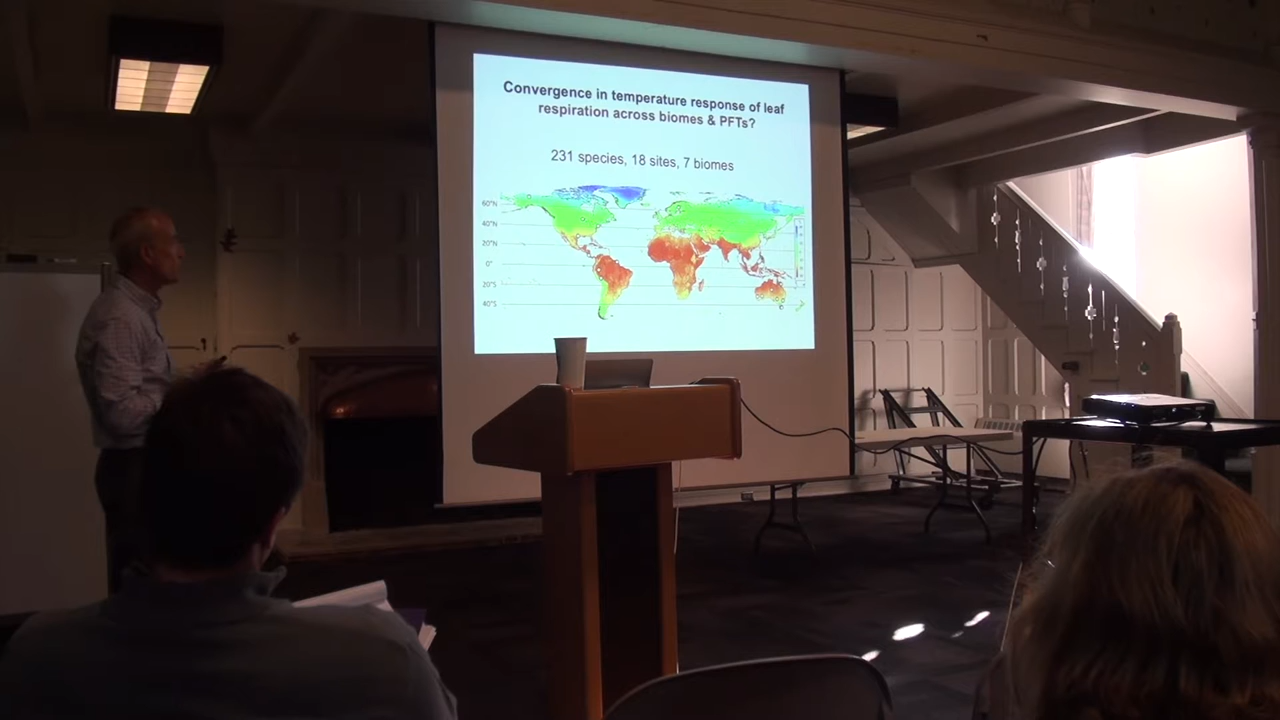 Convergence in temperature response of leaf
respiration across biomes & PFTs?
231 species, 18 sites, 7 biomes
60°N
40°N
20°N
0°
20°S
40°S